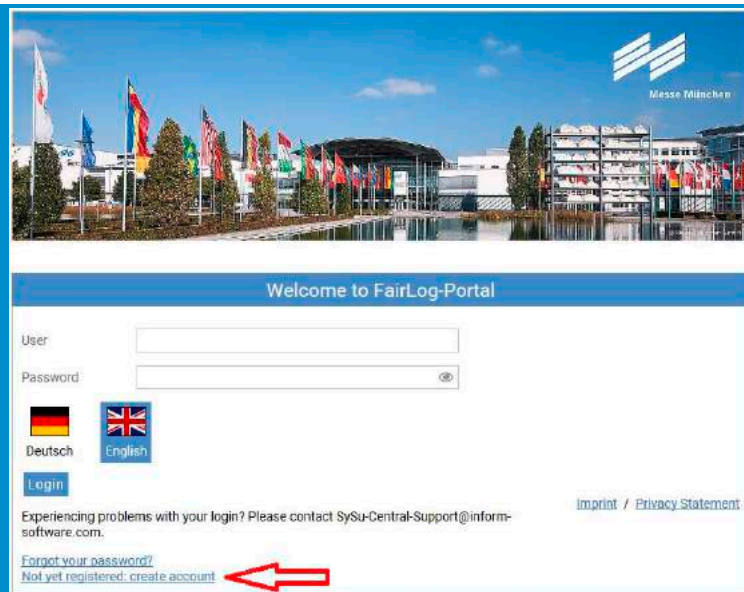 Messe München
Welcome to FairLog-Portal
User
Password
Deutsch
English
Login
Imprint / Privacy Statement
Experiencing problems with your login? Please contact SySu-Central-Support@inform-
software.com.
Forgot your password?
Not yet registered: create account